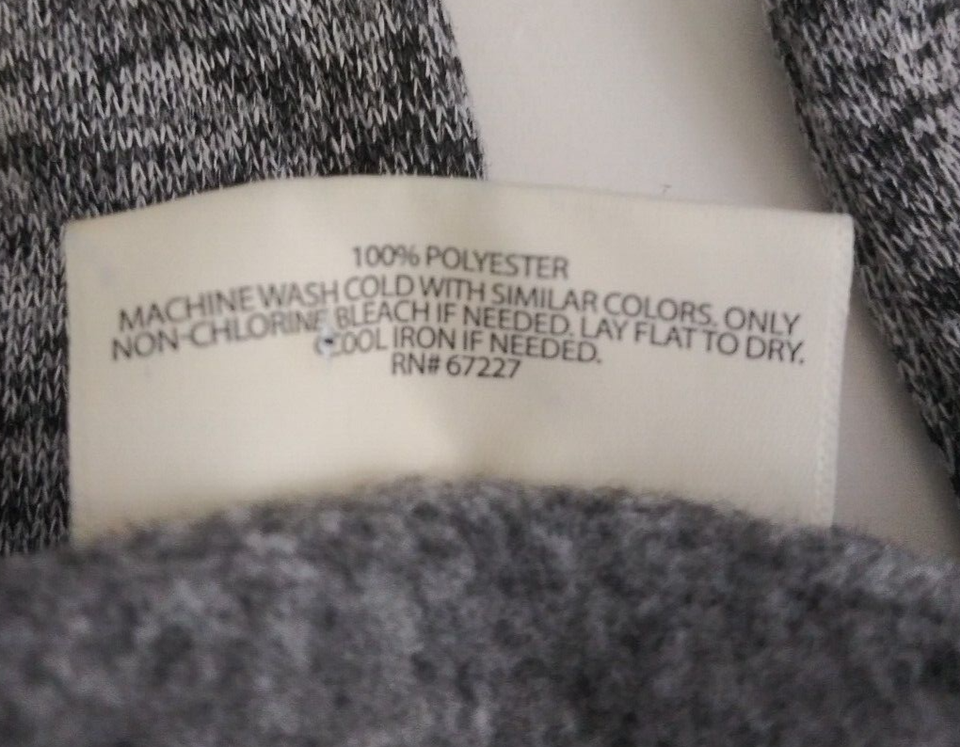 100% POLYESTER
MACHINE WASH COLD WITH SIMILAR COLORS. ONLY
NON-CHLORINE BLEACH IF NEEDED. LAY FLAT TO DRY.
COOL IRON IF NEEDED.
RN# 67227